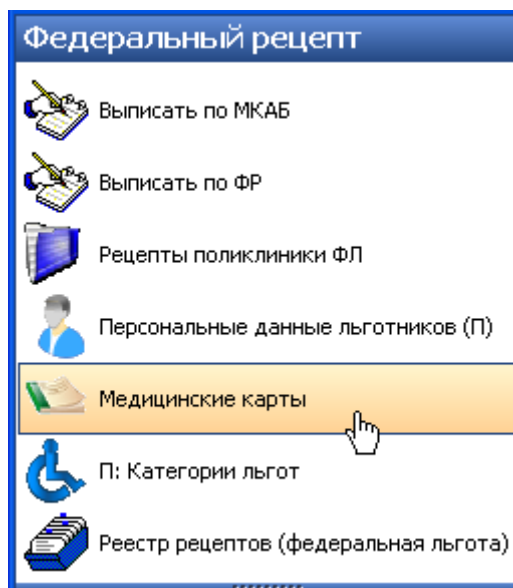 Федеральный рецепт
Выписать по МКАБ
Выписать по ФР
Рецепты поликлиники ФЛ
Персональные данные льготников (П)
Медицинские карты
П: Категории льгот
Реестр рецептов (федеральная льгота)